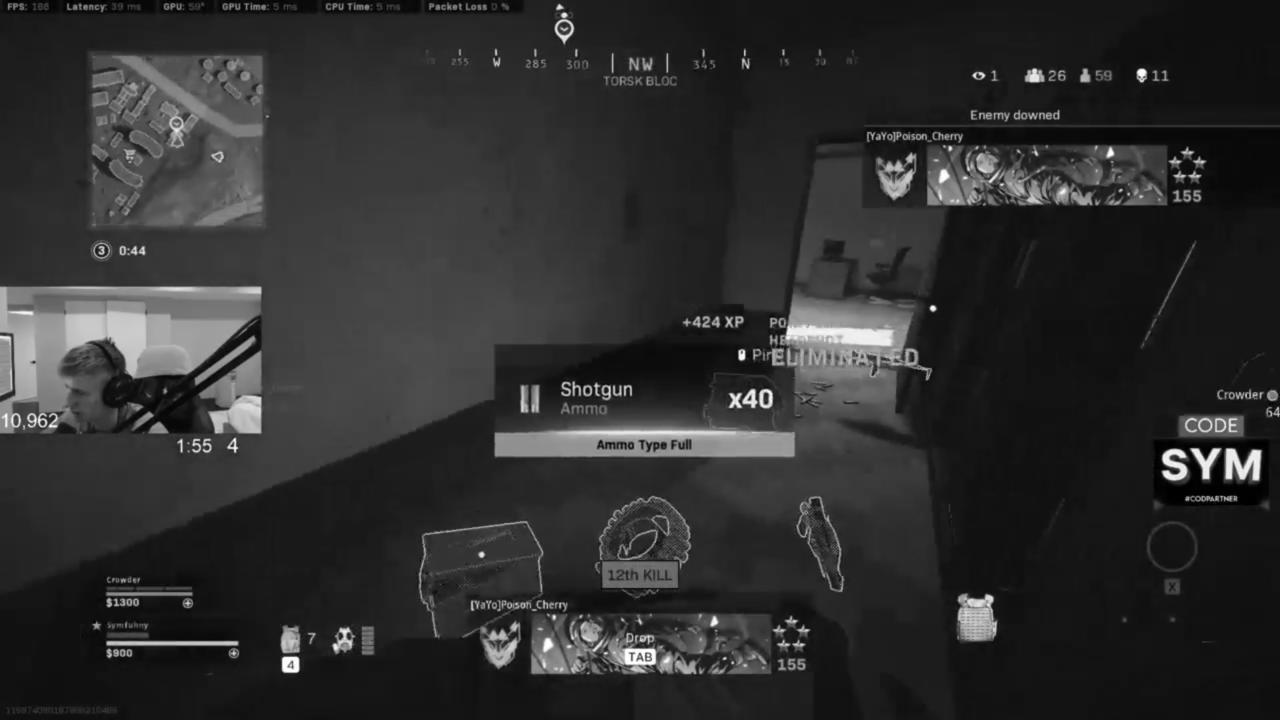 Latency: 39 ms
GPU: 59°
GPU Time: 5 ms
CPU Time: 5 ms
Packet Loss 0 %
255 W 285 300 NW 345 N 15 30
TORSK BLOC
1 26 59 11
Enemy downed
[YaYo]Poison_Cherry
155
3 0:44
+424 XP
ELIMINATED
Shotgun
Ammo
x40
Ammo Type Full
10,962
1:55 4
Crowder
64
CODE
SYM
#CODPARTNER
X
12th KILL
[YaYo]Poison_Cherry
Drop
TAB
155
Crowder
$1300
Symfuhny
$900
7
4